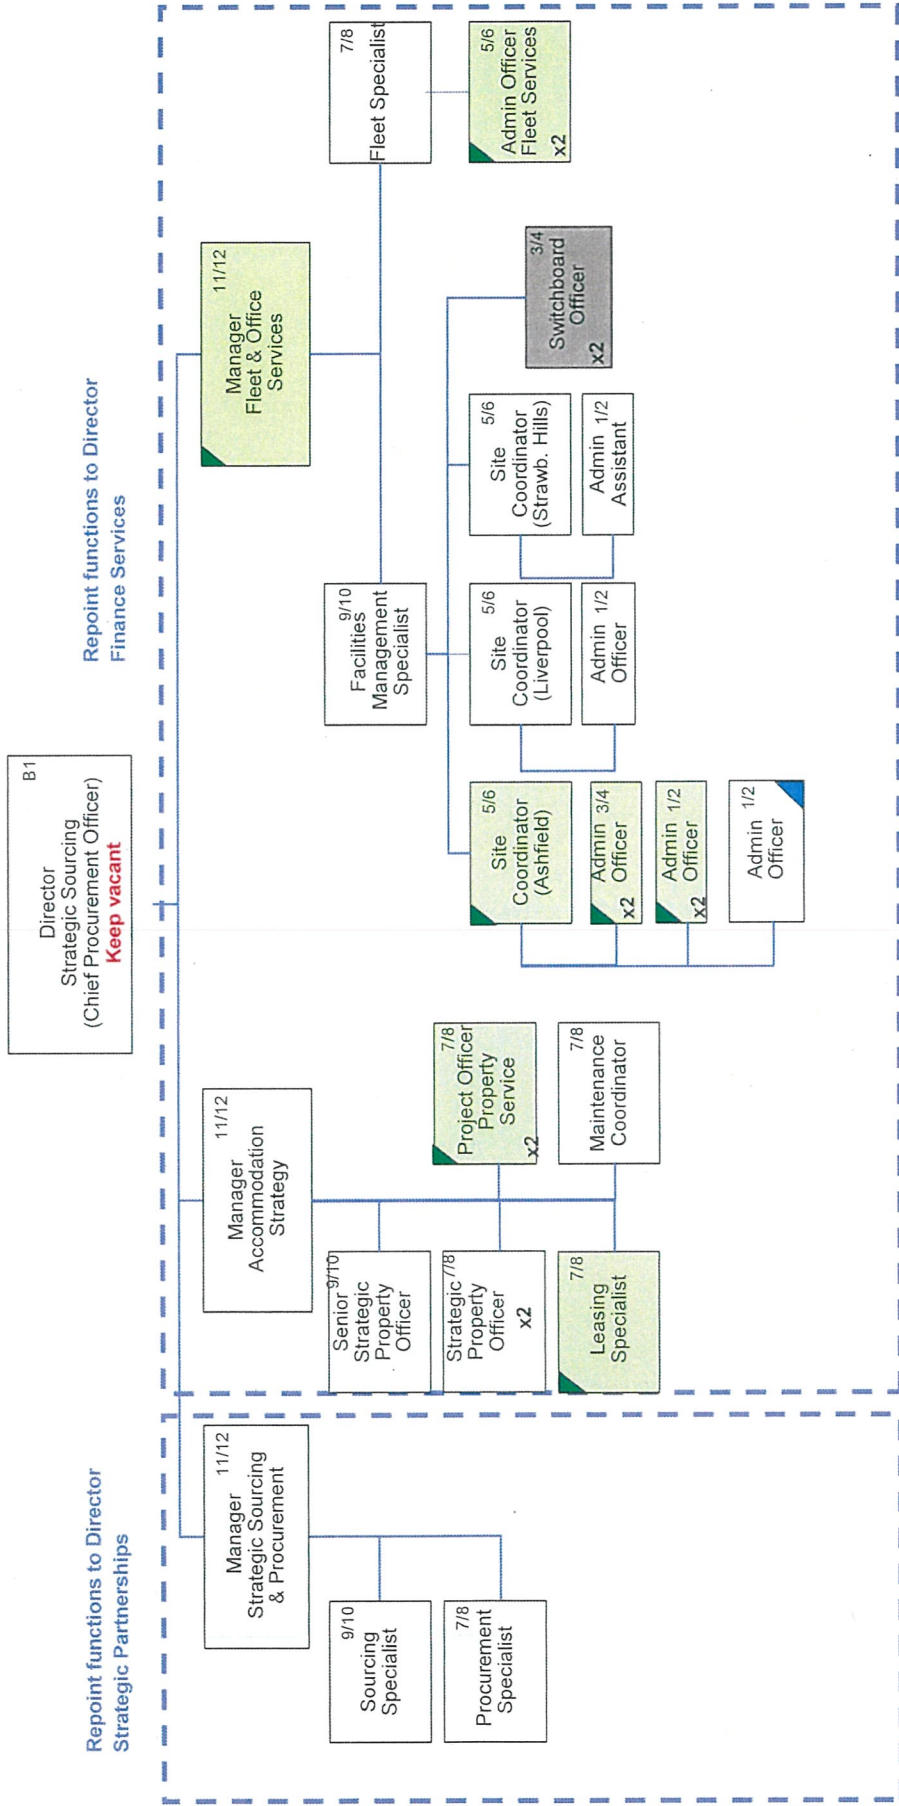 B1
Director
Strategic Sourcing
(Chief Procurement Officer)
Keep vacant
Repoint functions to Director
Strategic Partnerships
Repoint functions to Director
Finance Services
11/12
Manager
Strategic Sourcing
& Procurement
9/10
Sourcing
Specialist
7/8
Procurement
Specialist
11/12
Manager
Accommodation
Strategy
9/10
Senior
Strategic
Property
Officer
7/8
Strategic
Property
Officer
x2
7/8
Leasing
Specialist
7/8
Project Officer
Property
Service
x2
7/8
Maintenance
Coordinator
11/12
Manager
Fleet & Office
Services
9/10
Facilities
Management
Specialist
5/6
Site
Coordinator
(Ashfield)
Admin 3/4
Officer
x2
Admin 1/2
Officer
x2
1/2
Admin
Officer
5/6
Site
Coordinator
(Liverpool)
Admin 1/2
Officer
5/6
Site
Coordinator
(Strawb. Hills)
Admin 1/2
Assistant
3/4
Switchboard
Officer
x2
7/8
Fleet Specialist
5/6
Admin Officer
Fleet Services
x2